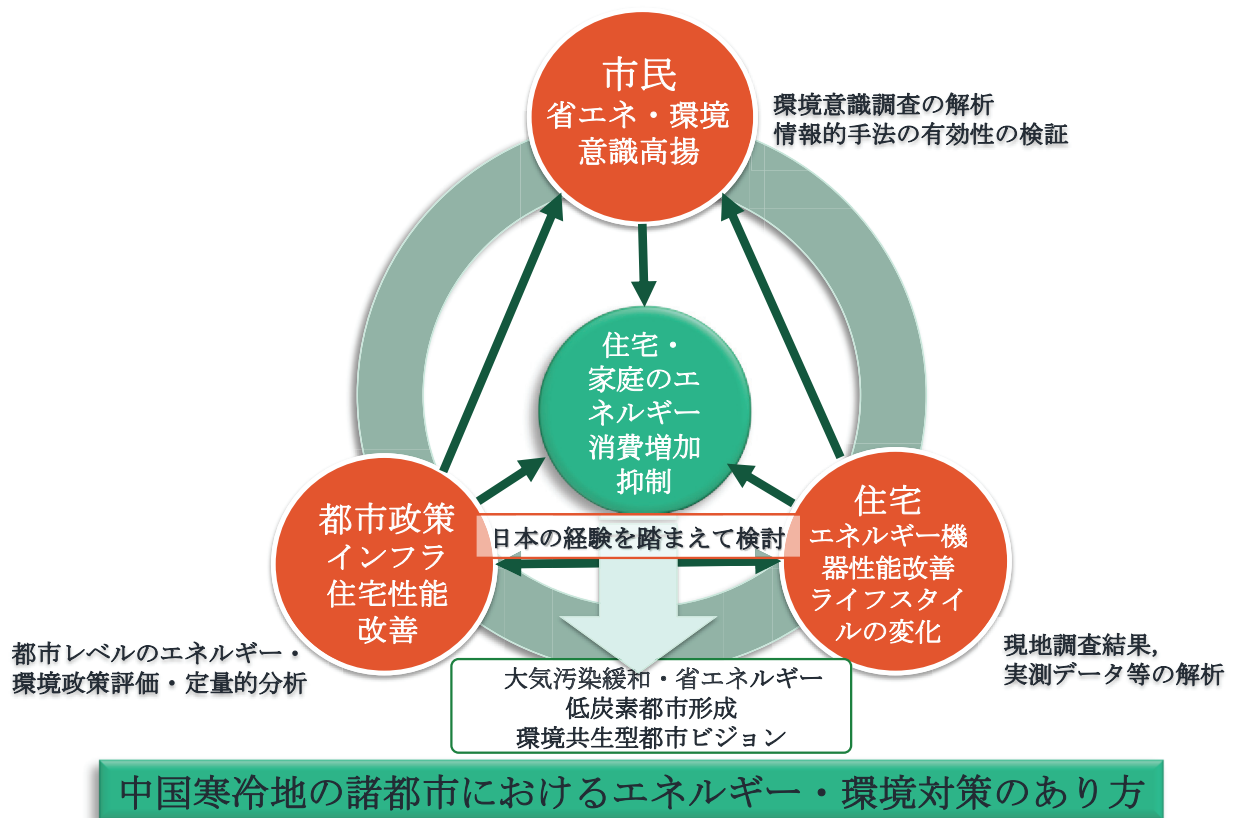 市民
省エネ・環境
意識高揚
環境意識調査の解析
情報的手法の有効性の検証
住宅・
家庭のエ
ネルギー
消費増加
抑制
都市政策
インフラ
住宅性能
改善
日本の経験を踏まえて検討
住宅
エネルギー機
器性能改善
ライフスタイ
ルの変化
都市レベルのエネルギー・
環境政策評価・定量的分析
現地調査結果,
実測データ等の解析
大気汚染緩和・省エネルギー
低炭素都市形成
環境共生型都市ビジョン
中国寒冷地の諸都市におけるエネルギー・環境対策のあり方